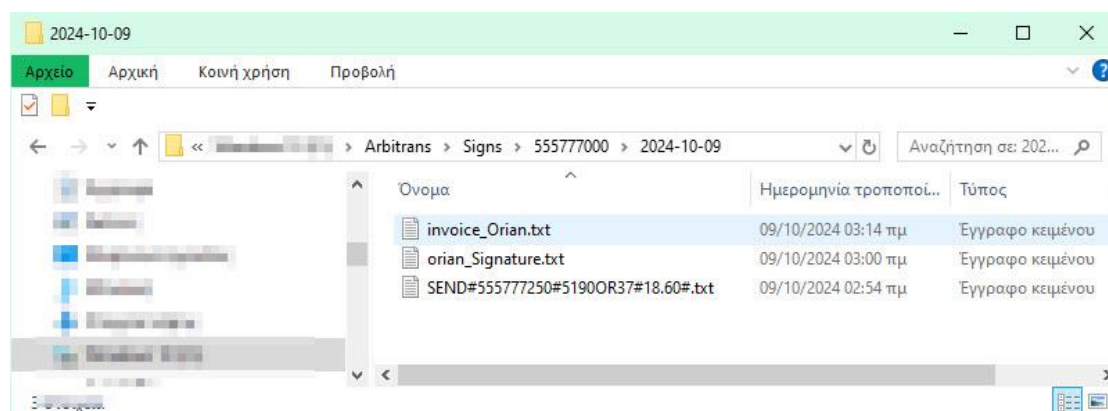 2024-10-09
Αρχείο Αρχική Κοινή χρήση Προβολή
« > Arbitrans > Signs > 555777000 > 2024-10-09 Αναζήτηση σε: 202...
Όνομα Ημερομηνία τροποποί... Τύπος
invoice_Orian.txt 09/10/2024 03:14 πμ Έγγραφο κειμένου
orian_Signature.txt 09/10/2024 03:00 πμ Έγγραφο κειμένου
SEND#555777250#5190OR37#18.60#.txt 09/10/2024 02:54 πμ Έγγραφο κειμένου